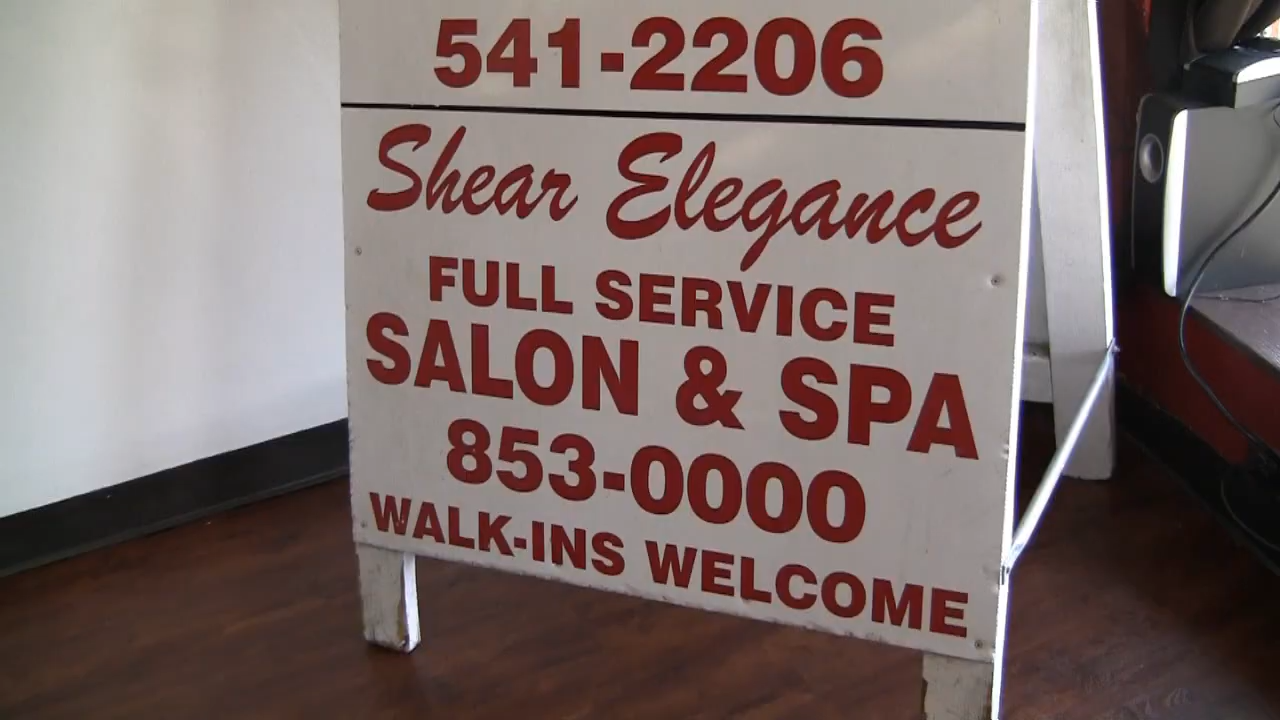 541-2206
Shear Elegance
FULL SERVICE
SALON & SPA
853-0000
WALK-INS WELCOME